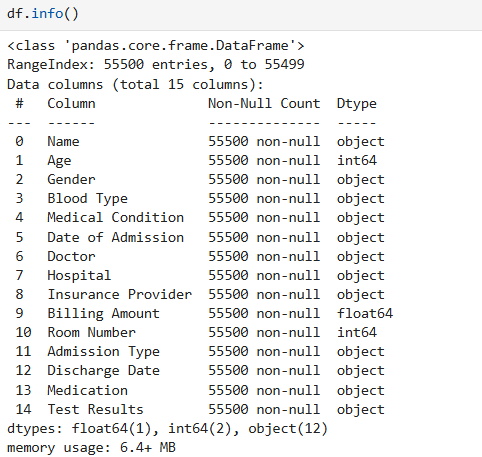 df.info()
<class 'pandas.core.frame.DataFrame'>
RangeIndex: 55500 entries, 0 to 55499
Data columns (total 15 columns):
 #   Column              Non-Null Count  Dtype
---  ------              --------------  -----
 0   Name                55500 non-null  object
 1   Age                 55500 non-null  int64
 2   Gender              55500 non-null  object
 3   Blood Type          55500 non-null  object
 4   Medical Condition   55500 non-null  object
 5   Date of Admission   55500 non-null  object
 6   Doctor              55500 non-null  object
 7   Hospital            55500 non-null  object
 8   Insurance Provider  55500 non-null  object
 9   Billing Amount      55500 non-null  float64
 10  Room Number         55500 non-null  int64
 11  Admission Type      55500 non-null  object
 12  Discharge Date      55500 non-null  object
 13  Medication          55500 non-null  object
 14  Test Results        55500 non-null  object
dtypes: float64(1), int64(2), object(12)
memory usage: 6.4+ MB